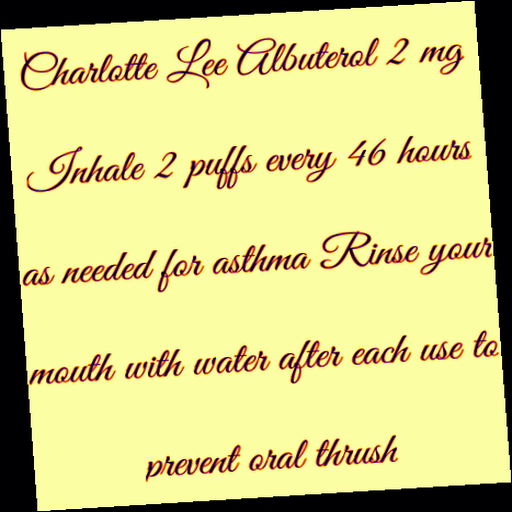 Charlotte Lee Albuterol 2 mg
Inhale 2 puffs every 46 hours
as needed for asthma Rinse your
mouth with water after each use to
prevent oral thrush